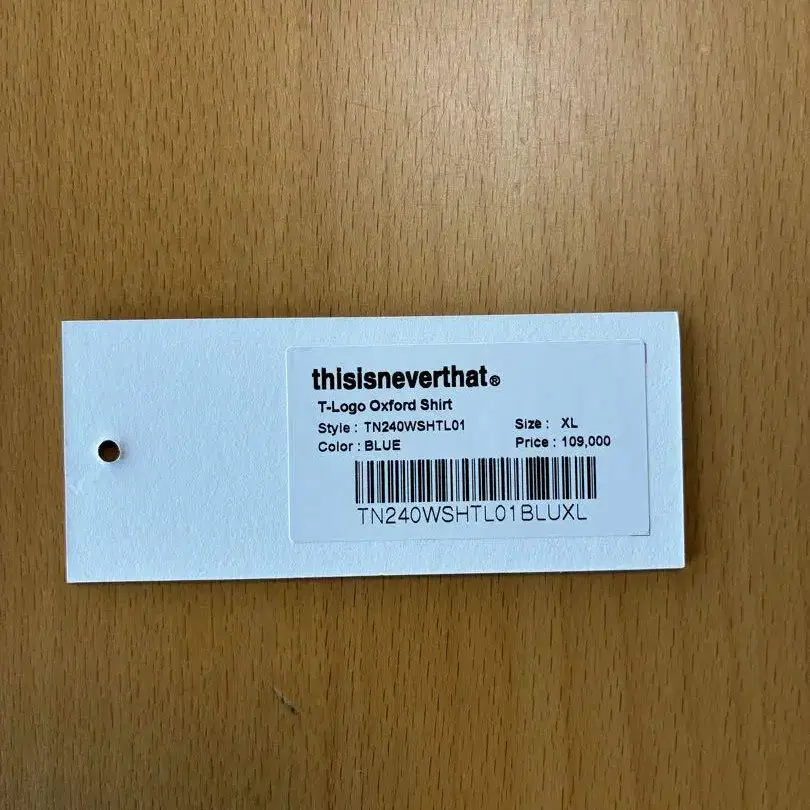 thisisneverthat®
T-Logo Oxford Shirt
Style : TN240WSHTL01 Size : XL
Color : BLUE Price : 109,000
TN240WSHTL01BLUXL